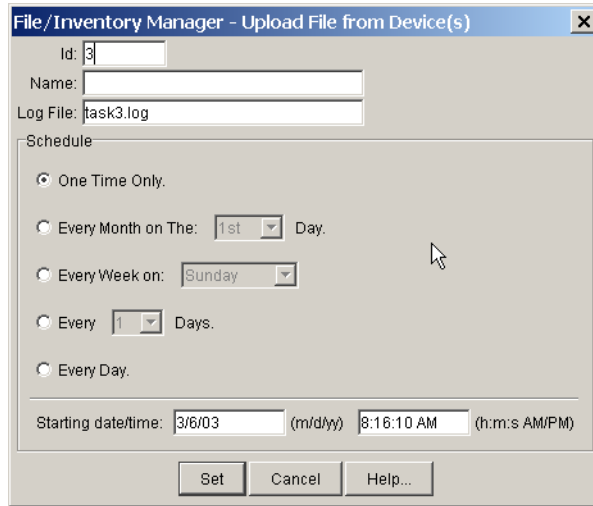 File/Inventory Manager - Upload File from Device(s)
Id: 3
Name:
Log File: task3.log
Schedule
One Time Only.
Every Month on The: 1st Day.
Every Week on: Sunday
Every 1 Days.
Every Day.
Starting date/time: 3/6/03 (m/d/yy) 8:16:10 AM (h:m:s AM/PM)
Set Cancel Help...